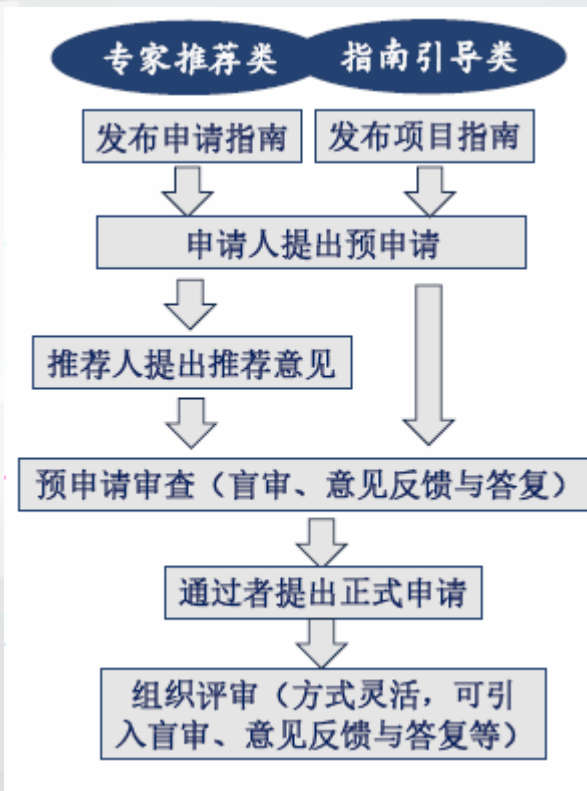 专家推荐类
指南引导类
发布申请指南
发布项目指南
申请人提出预申请
推荐人提出推荐意见
预申请审查（盲审、意见反馈与答复）
通过者提出正式申请
组织评审（方式灵活，可引
入盲审、意见反馈与答复等）